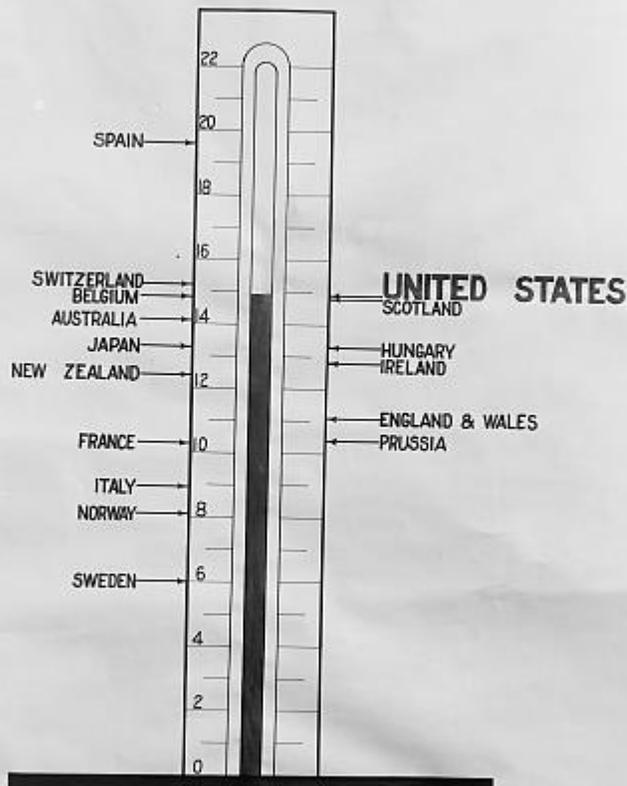 22
20
SPAIN
18
16
SWITZERLAND
BELGIUM
UNITED STATES
SCOTLAND
AUSTRALIA
14
JAPAN
HUNGARY
IRELAND
NEW ZEALAND
12
ENGLAND & WALES
FRANCE
10
PRUSSIA
ITALY
NORWAY
8
SWEDEN
6
4
2
0